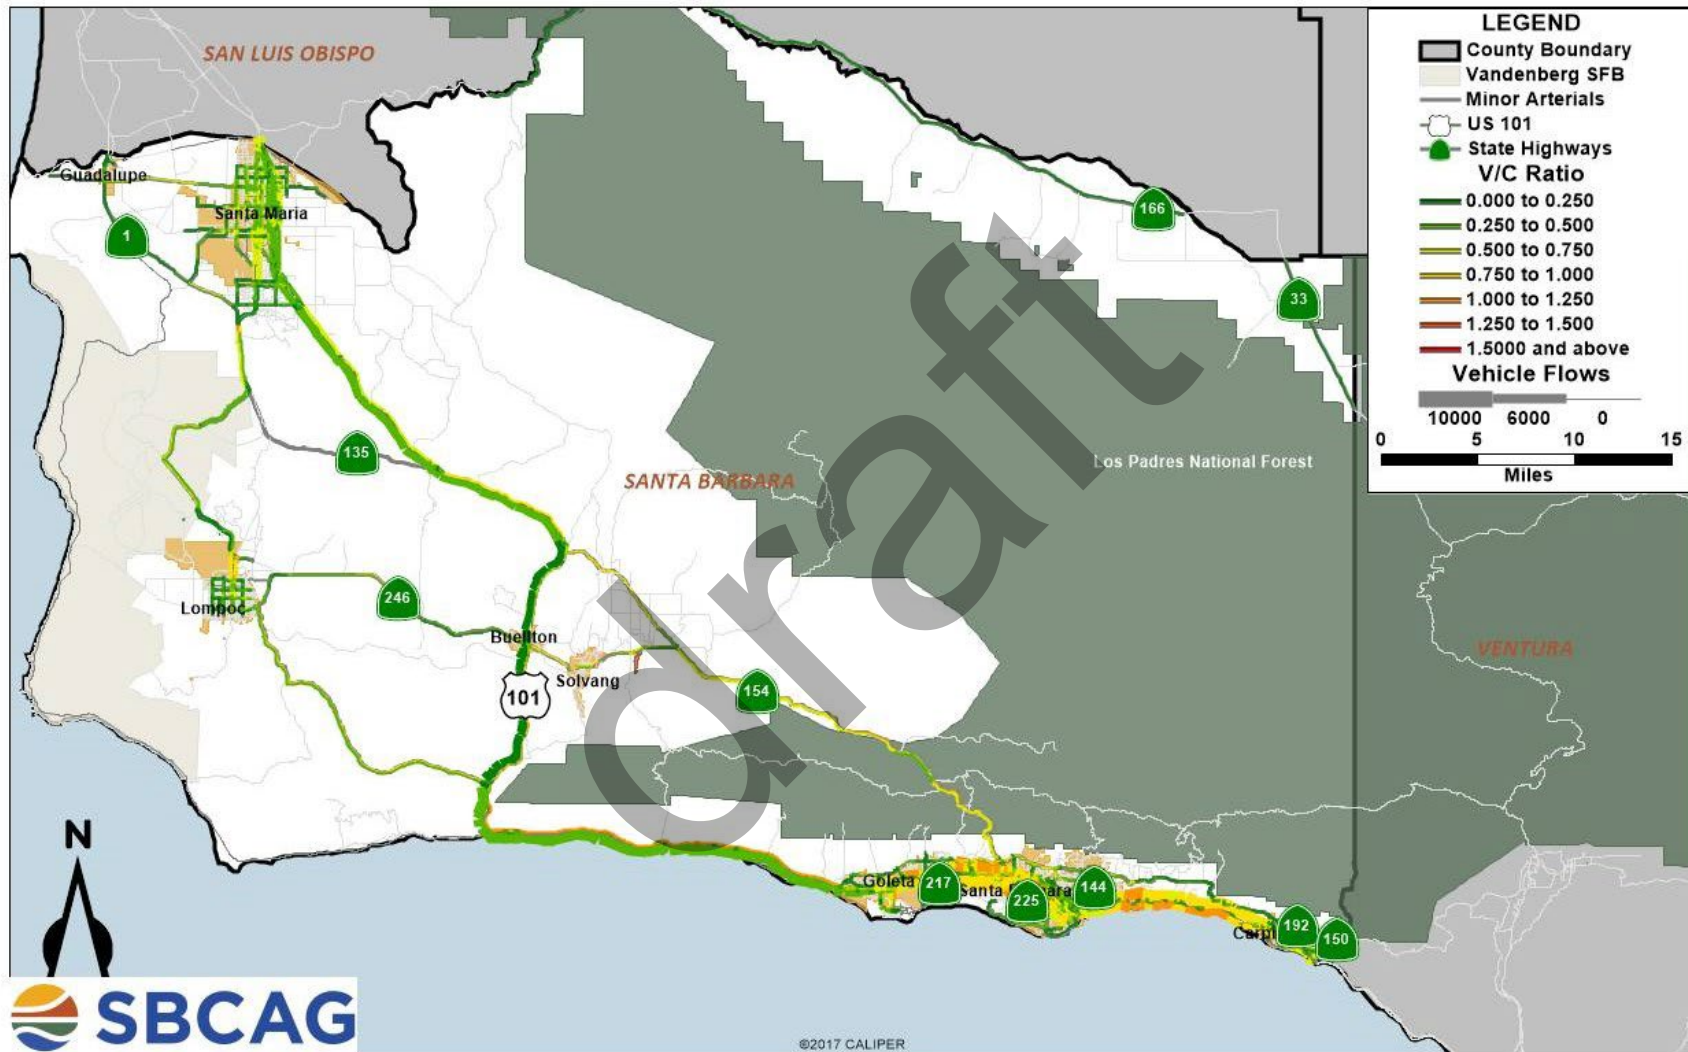 LEGEND
County Boundary
Vandenberg SFB
Minor Arterials
US 101
State Highways
V/C Ratio
0.000 to 0.250
0.250 to 0.500
0.500 to 0.750
0.750 to 1.000
1.000 to 1.250
1.250 to 1.500
1.5000 and above
Vehicle Flows
10000 6000 0
0 5 10 15
Miles
SAN LUIS OBISPO
Guadalupe
Santa Maria
1
166
33
135
SANTA BARBARA
Los Padres National Forest
draft
246
Lompoc
Buellton
Solvang
101
154
VENTURA
Goleta
217
Santa
225
144
192
150
N
SBCAG
©2017 CALIPER